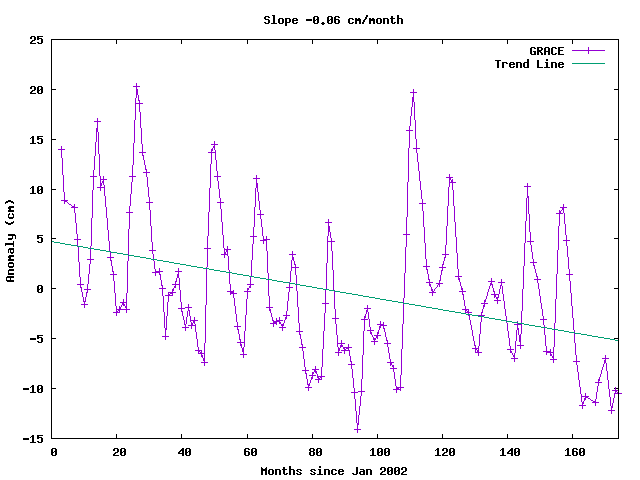 Slope -0.06 cm/month
25
20
15
10
5
0
-5
-10
-15
Anomaly (cm)
GRACE
Trend Line
0 20 40 60 80 100 120 140 160
Months since Jan 2002